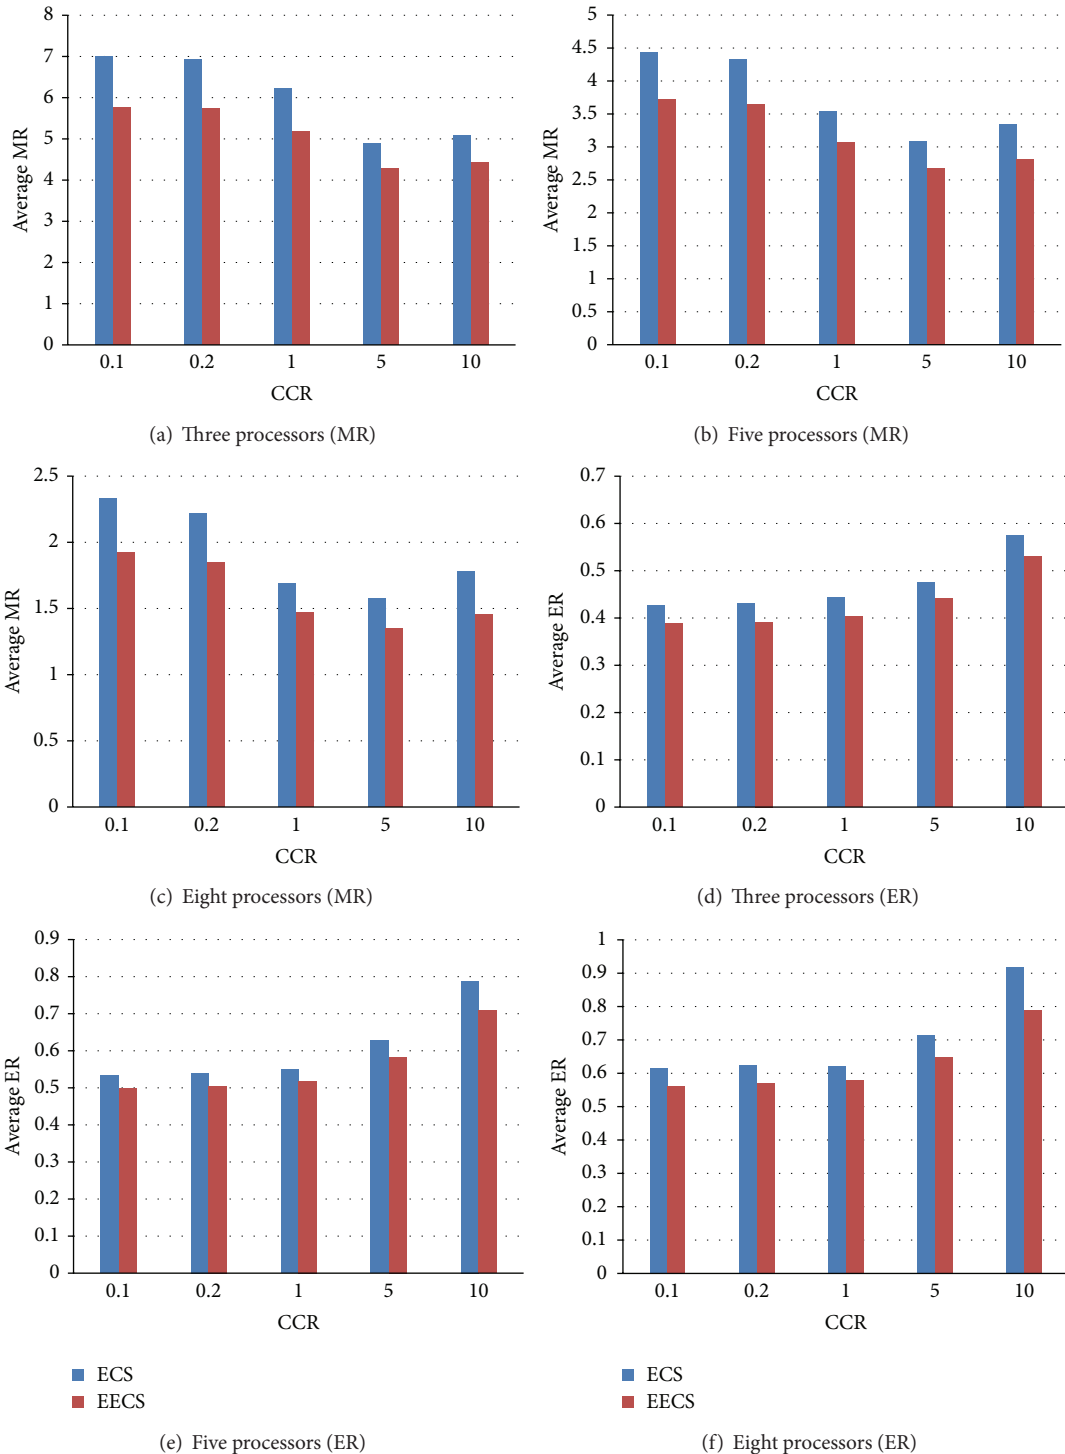 8
7
6
5
4
3
2
1
0
Average MR
0.1 0.2 1 5 10
CCR
(a) Three processors (MR)
5
4.5
4
3.5
3
2.5
2
1.5
1
0.5
0
Average MR
0.1 0.2 1 5 10
CCR
(b) Five processors (MR)
2.5
2
1.5
1
0.5
0
Average MR
0.1 0.2 1 5 10
CCR
(c) Eight processors (MR)
0.7
0.6
0.5
0.4
0.3
0.2
0.1
0
Average ER
0.1 0.2 1 5 10
CCR
(d) Three processors (ER)
0.9
0.8
0.7
0.6
0.5
0.4
0.3
0.2
0.1
0
Average ER
0.1 0.2 1 5 10
CCR
ECS
EECS
(e) Five processors (ER)
1
0.9
0.8
0.7
0.6
0.5
0.4
0.3
0.2
0.1
0
Average ER
0.1 0.2 1 5 10
CCR
ECS
EECS
(f) Eight processors (ER)